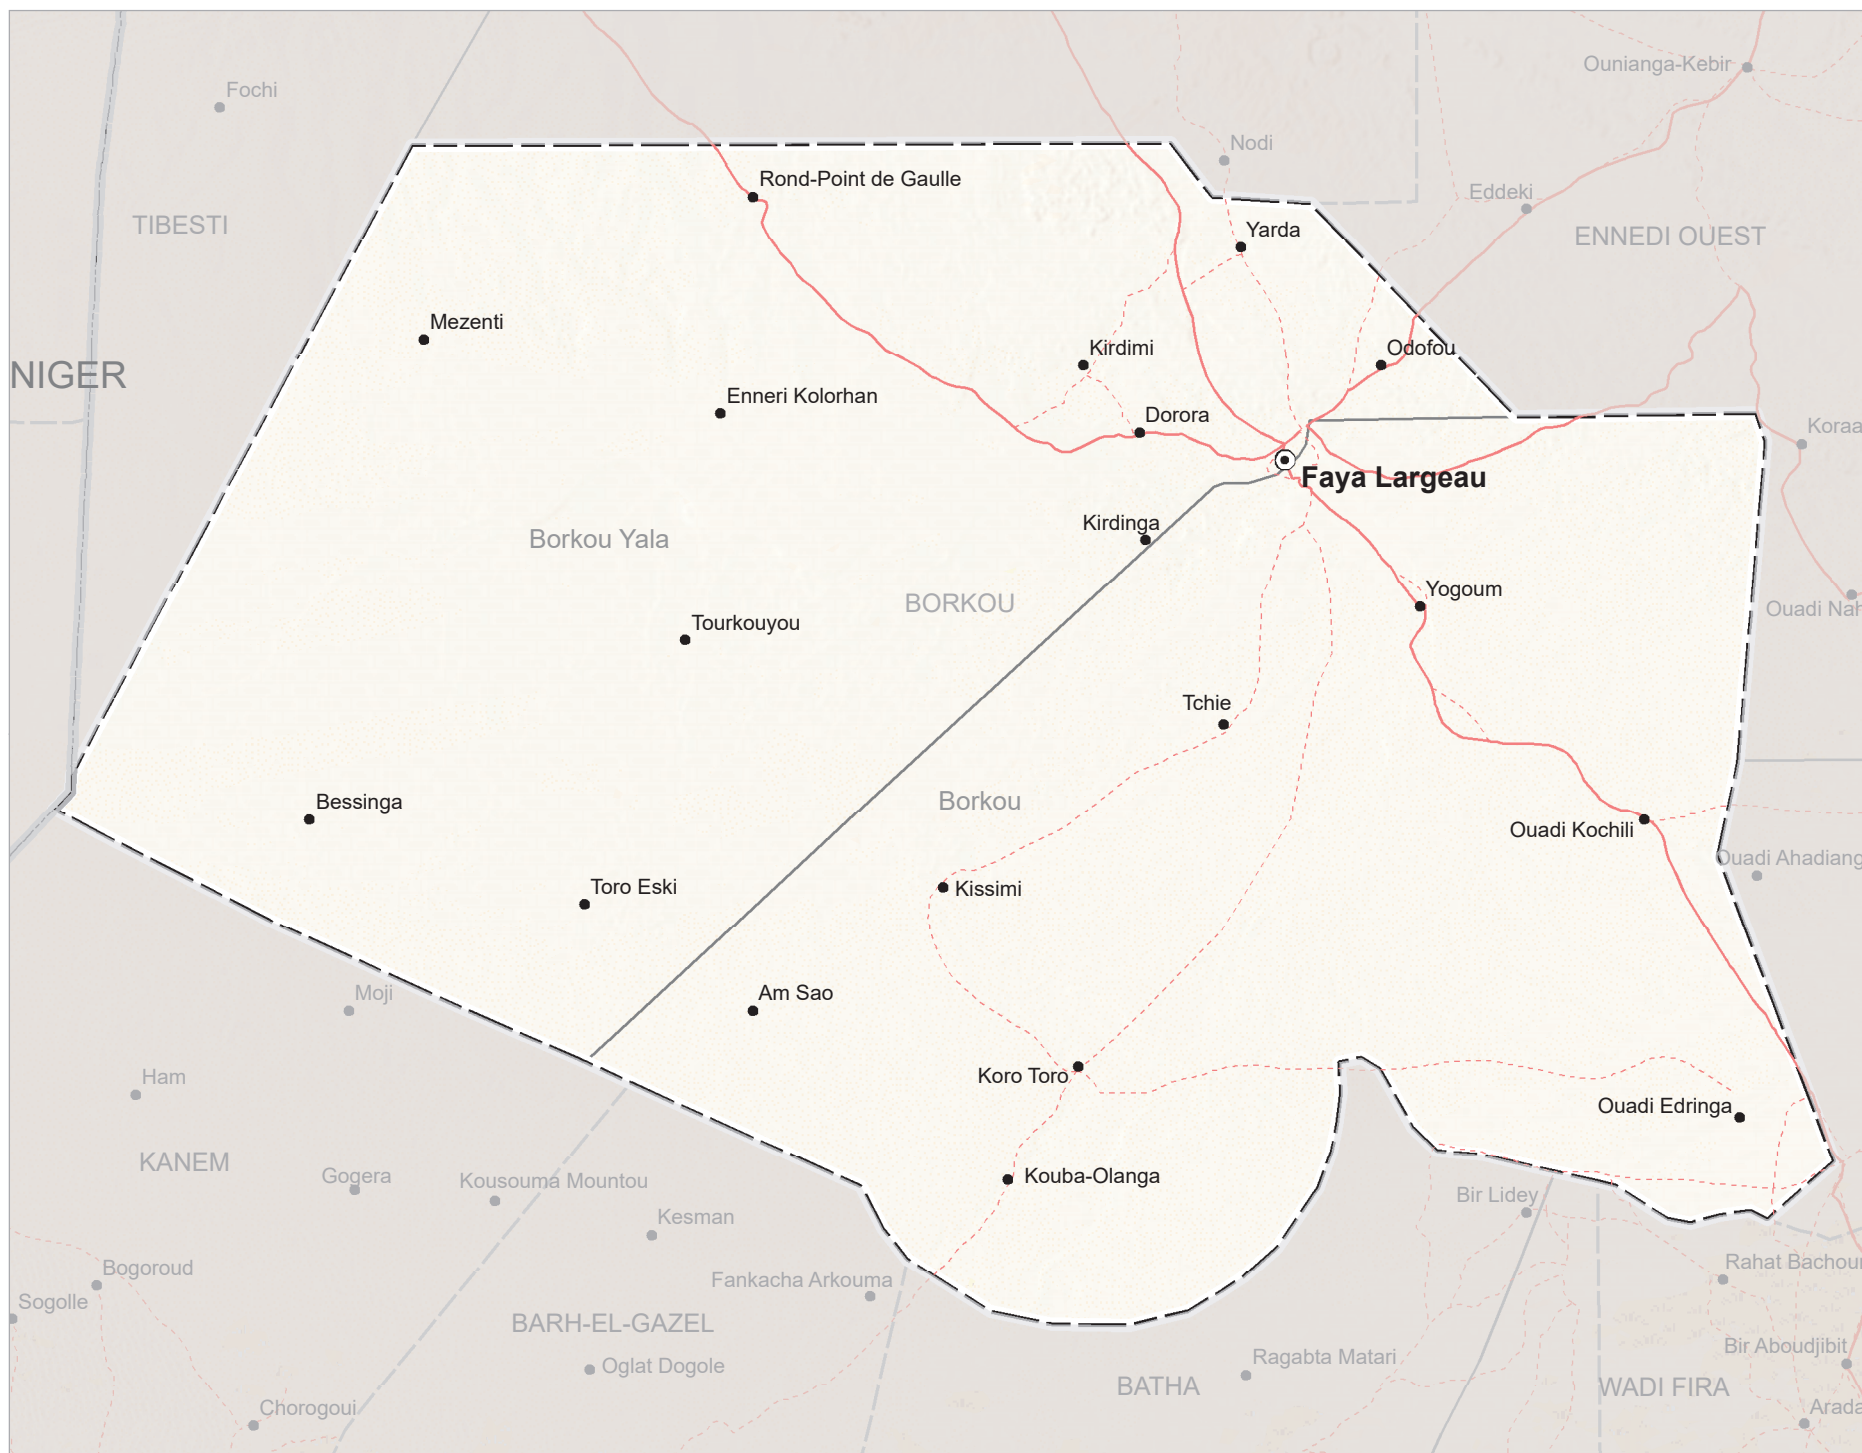 Ounianga-Kebir
Fochi
Nodi
Rond-Point de Gaulle
Eddeki
TIBESTI
Yarda
ENNEDI OUEST
Mezenti
Kirdimi
Odofou
NIGER
Enneri Kolorhan
Dorora
Koraa
Faya Largeau
Kirdinga
Borkou Yala
Yogoum
BORKOU
Ouadi Nah
Tourkouyou
Tchie
Bessinga
Borkou
Ouadi Kochili
Ouadi Ahadiang
Toro Eski
Kissimi
Moji
Am Sao
Ham
Koro Toro
Ouadi Edringa
KANEM
Gogera
Kousouma Mountou
Kouba-Olanga
Bir Lidey
Kesman
Bogoroud
Fankacha Arkouma
Rahat Bachour
Sogolle
BARH-EL-GAZEL
Bir Aboudjibit
Oglat Dogole
Ragabta Matari
BATHA
WADI FIRA
Chorogoui
Arada